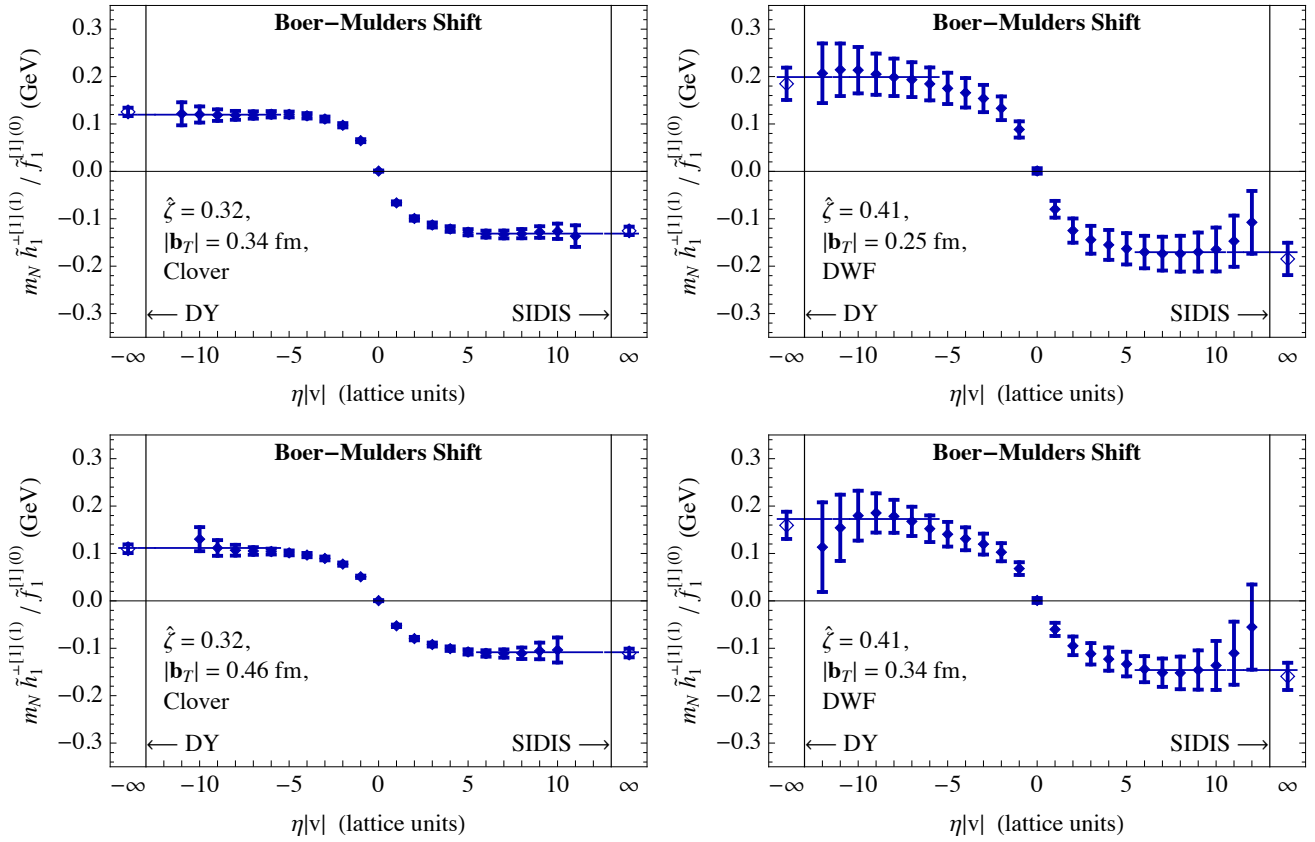 Boer−Mulders Shift
m_N h̃_1^{⊥[1](1)} / f̃_1^{[1](0)} (GeV)
0.3
0.2
0.1
0.0
−0.1
−0.2
−0.3
ζ̂ = 0.32,
|b_T| = 0.34 fm,
Clover
← DY
SIDIS →
−∞ −10 −5 0 5 10 ∞
η|v| (lattice units)
Boer−Mulders Shift
m_N h̃_1^{⊥[1](1)} / f̃_1^{[1](0)} (GeV)
0.3
0.2
0.1
0.0
−0.1
−0.2
−0.3
ζ̂ = 0.41,
|b_T| = 0.25 fm,
DWF
← DY
SIDIS →
−∞ −10 −5 0 5 10 ∞
η|v| (lattice units)
Boer−Mulders Shift
m_N h̃_1^{⊥[1](1)} / f̃_1^{[1](0)} (GeV)
0.3
0.2
0.1
0.0
−0.1
−0.2
−0.3
ζ̂ = 0.32,
|b_T| = 0.46 fm,
Clover
← DY
SIDIS →
−∞ −10 −5 0 5 10 ∞
η|v| (lattice units)
Boer−Mulders Shift
m_N h̃_1^{⊥[1](1)} / f̃_1^{[1](0)} (GeV)
0.3
0.2
0.1
0.0
−0.1
−0.2
−0.3
ζ̂ = 0.41,
|b_T| = 0.34 fm,
DWF
← DY
SIDIS →
−∞ −10 −5 0 5 10 ∞
η|v| (lattice units)